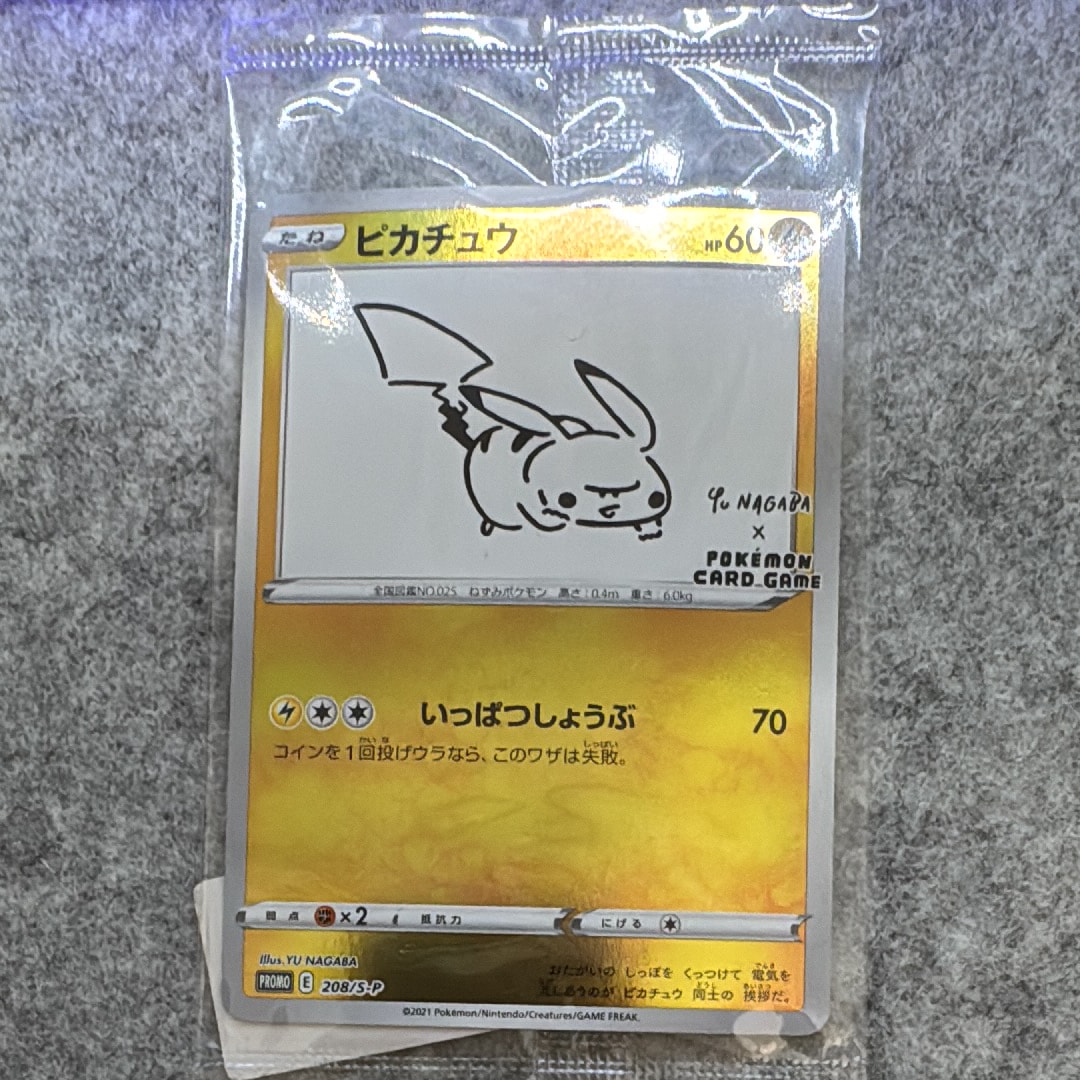 たね ピカチュウ HP60
Yu NAGABA
×
POKÉMON
CARD GAME
全国図鑑NO.025 ねずみポケモン 高さ:0.4m 重さ:6.0kg
いっぱつしょうぶ 70
コインを1回投げウラなら、このワザは失敗。
弱点 ×2 抵抗力 にげる
Illus. YU NAGABA
PROMO E 208/S-P
おたがいの しっぽを くっつけて 電気を
流しあうのが ピカチュウ 同士の 挨拶だ。
©2021 Pokémon/Nintendo/Creatures/GAME FREAK.